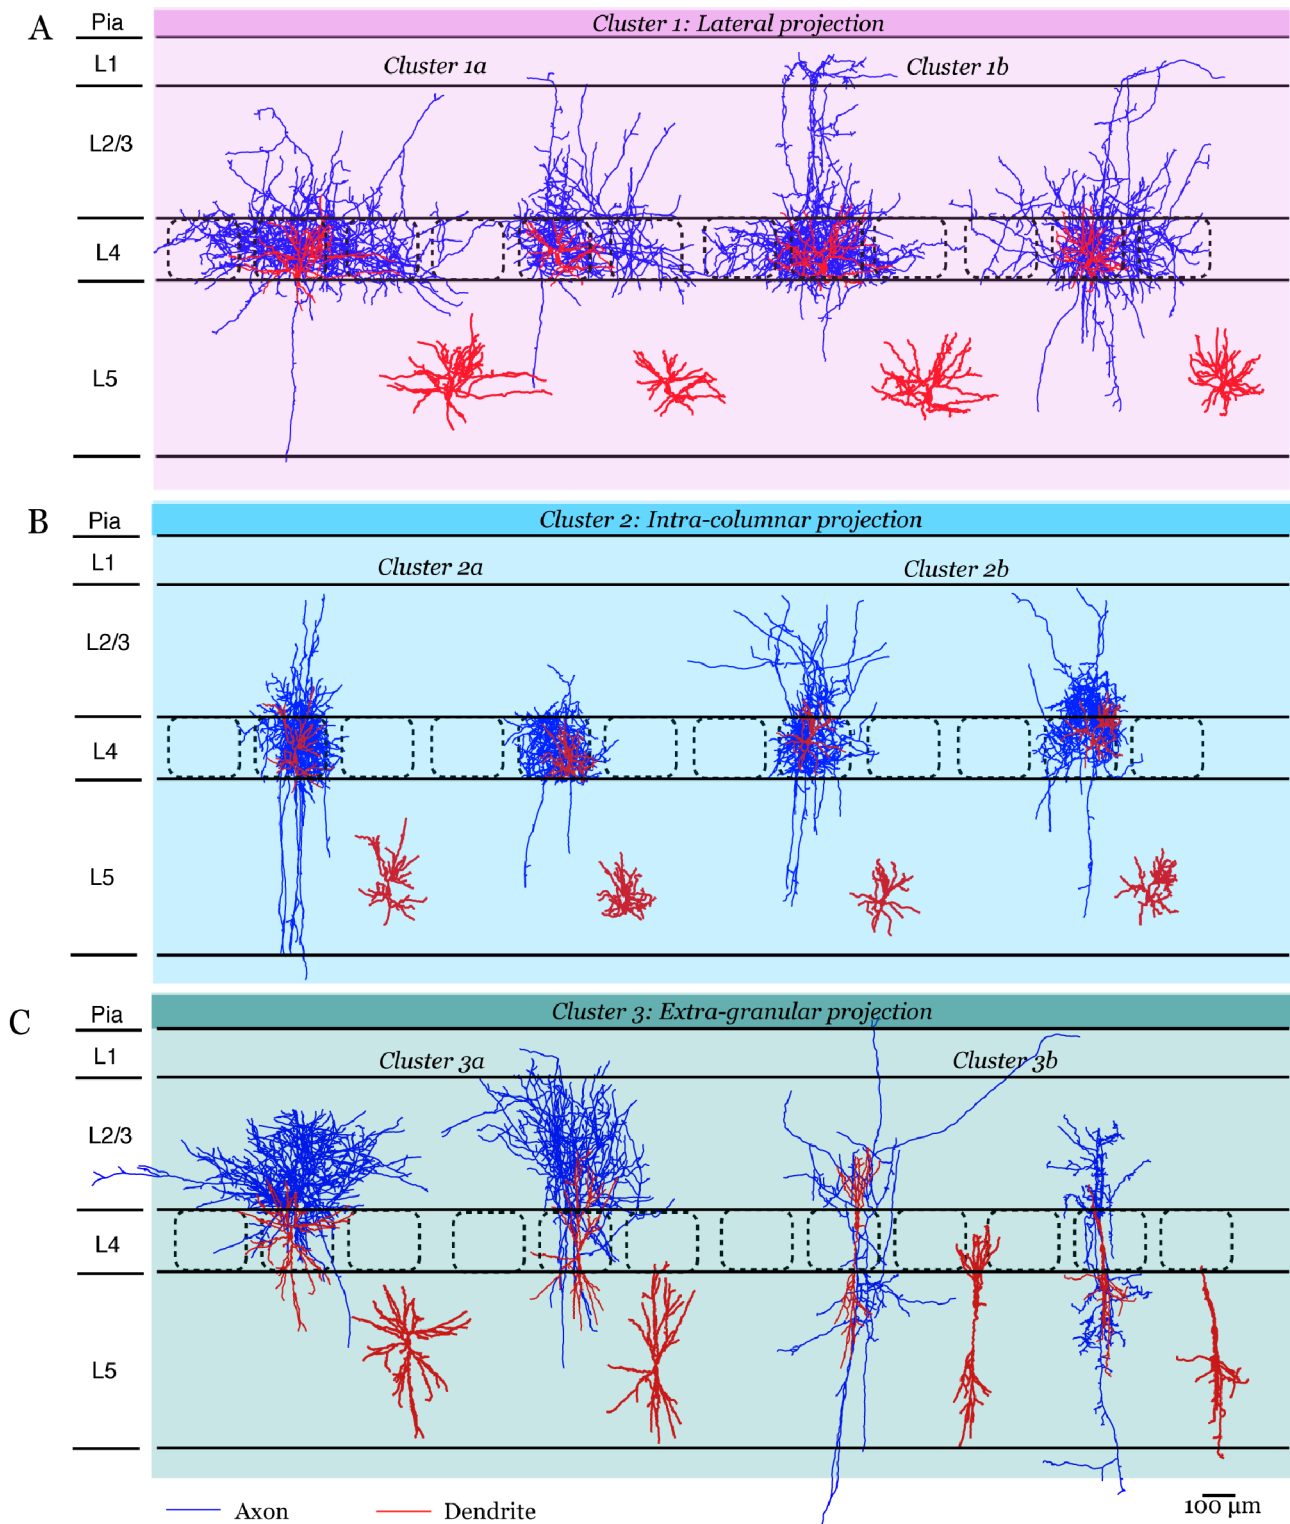 A
Pia
Cluster 1: Lateral projection
L1
Cluster 1a
Cluster 1b
L2/3
L4
L5
B
Pia
Cluster 2: Intra-columnar projection
L1
Cluster 2a
Cluster 2b
L2/3
L4
L5
C
Pia
Cluster 3: Extra-granular projection
L1
Cluster 3a
Cluster 3b
L2/3
L4
L5
Axon
Dendrite
100 µm